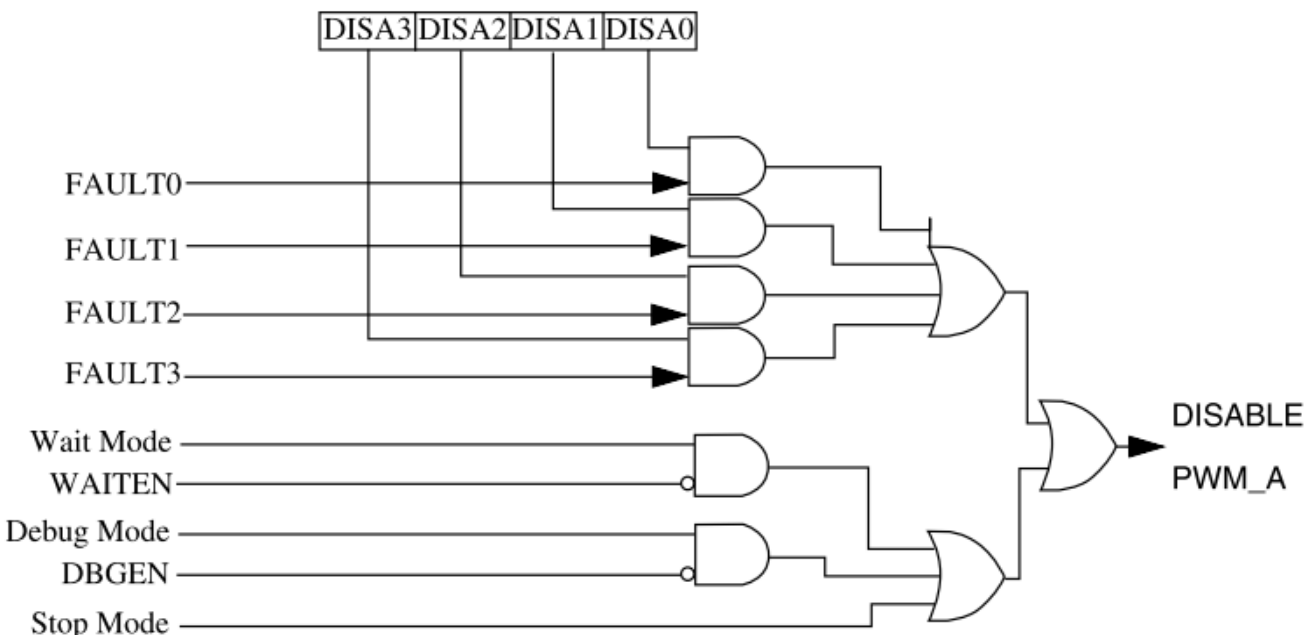 DISA3 DISA2 DISA1 DISA0
FAULT0
FAULT1
FAULT2
FAULT3
Wait Mode
WAITEN
Debug Mode
DBGEN
Stop Mode
DISABLE
PWM_A